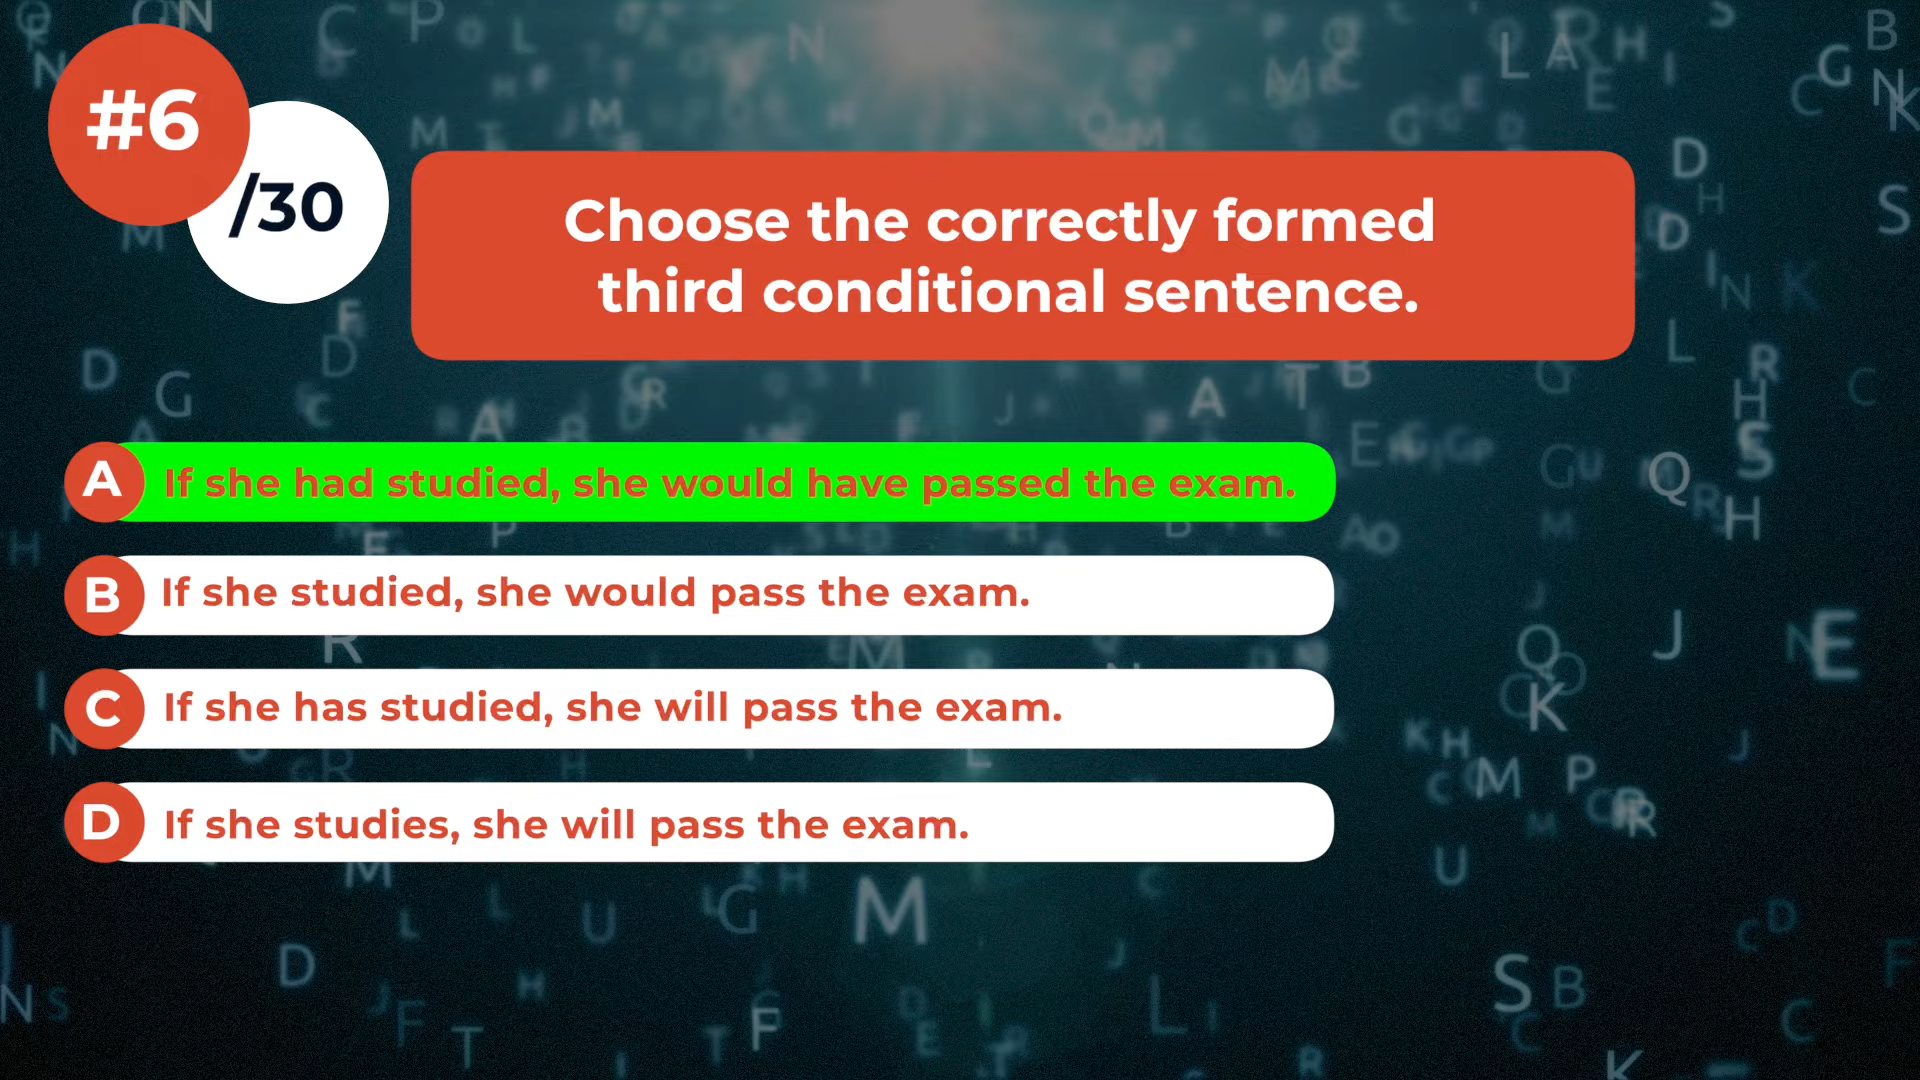 #6
/30
Choose the correctly formed
third conditional sentence.
A If she had studied, she would have passed the exam.
B If she studied, she would pass the exam.
C If she has studied, she will pass the exam.
D If she studies, she will pass the exam.